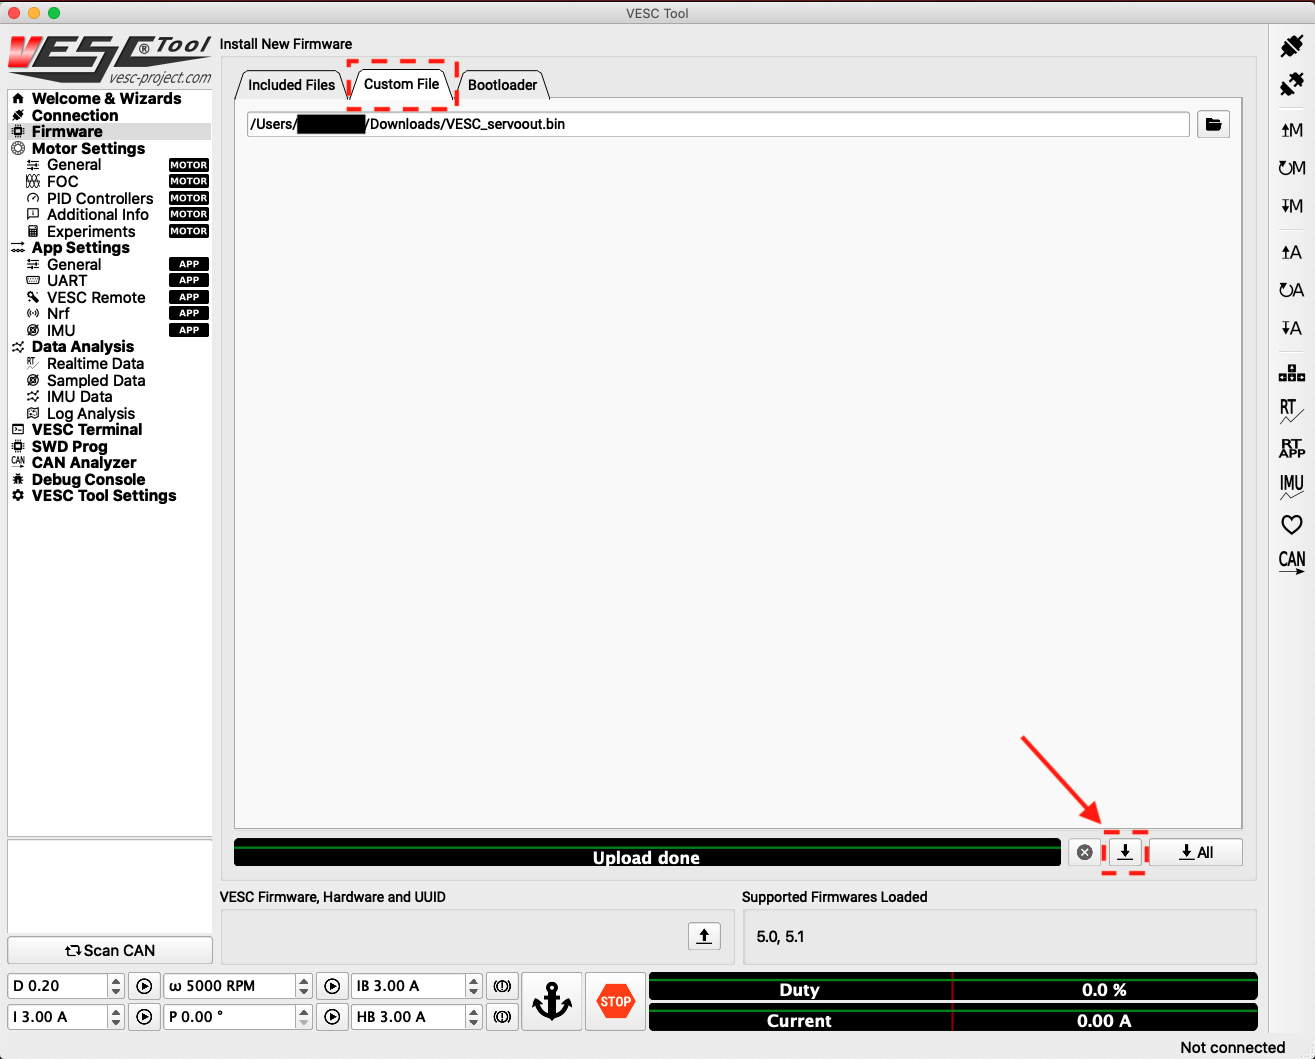 VESC Tool
VESC® Tool
vesc-project.com
Welcome & Wizards
Connection
Firmware
Motor Settings
General MOTOR
FOC MOTOR
PID Controllers MOTOR
Additional Info MOTOR
Experiments MOTOR
App Settings
General APP
UART APP
VESC Remote APP
Nrf APP
IMU APP
Data Analysis
RT Realtime Data
Sampled Data
IMU Data
Log Analysis
VESC Terminal
SWD Prog
CAN CAN Analyzer
Debug Console
VESC Tool Settings
Scan CAN
Install New Firmware
Included Files
Custom File
Bootloader
/Users/ /Downloads/VESC_servoout.bin
Upload done
All
VESC Firmware, Hardware and UUID
Supported Firmwares Loaded
5.0, 5.1
D 0.20
ω 5000 RPM
IB 3.00 A
I 3.00 A
P 0.00 °
HB 3.00 A
STOP
Duty 0.0 %
Current 0.00 A
Not connected
M
M
M
A
A
A
RT
RT
APP
IMU
CAN